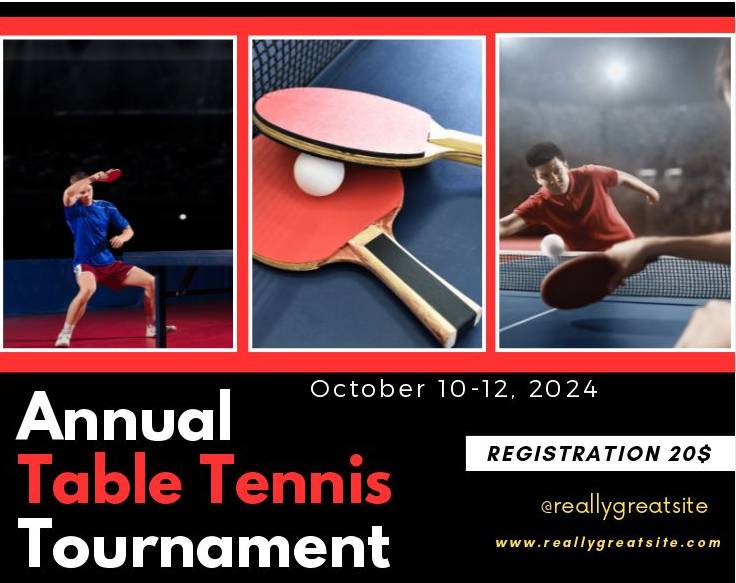 October 10-12, 2024
Annual
Table Tennis
Tournament
REGISTRATION 20$
@reallygreatsite
www.reallygreatsite.com